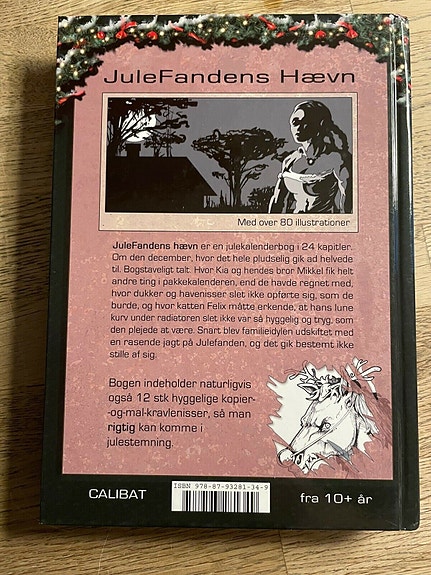 JuleFandens Hævn
Med over 80 illustrationer
JuleFandens hævn er en julekalenderbog i 24 kapitler.
Om den december, hvor det hele pludselig gik ad helvede
til. Bogstaveligt talt. Hvor Kia og hendes bror Mikkel fik helt
andre ting i pakkekalenderen, end de havde regnet med,
hvor dukker og havenisser slet ikke opførte sig, som de
burde, og hvor katten Felix måtte erkende, at hans lune
kurv under radiatoren slet ikke var så hyggelig og tryg, som
den plejede at være. Snart blev familieidyllen udskiftet med
en rasende jagt på Julefanden, og det gik bestemt ikke
stille af sig.
Bogen indeholder naturligvis
også 12 stk hyggelige kopier-
og-mal-kravlenisser, så man
rigtig kan komme i
julestemning.
CALIBAT
ISBN 978-87-93281-34-9
fra 10+ år